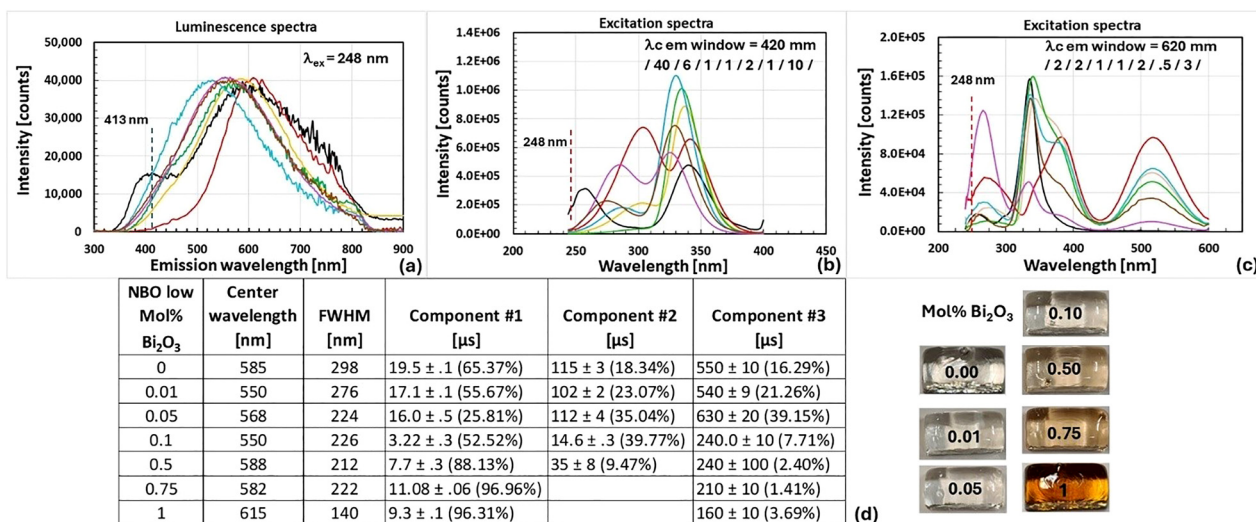 Luminescence spectra
λex = 248 nm
413 nm
Intensity [counts]
50,000
40,000
30,000
20,000
10,000
0
300 400 500 600 700 800 900
Emission wavelength [nm]
(a)
Excitation spectra
λc em window = 420 mm
/ 40 / 6 / 1 / 1 / 2 / 1 / 10 /
248 nm
Intensity [counts]
1.4E+06
1.2E+06
1.0E+06
8.0E+05
6.0E+05
4.0E+05
2.0E+05
0.0E+00
200 250 300 350 400 450
Wavelength [nm]
(b)
Excitation spectra
λc em window = 620 mm
/ 2 / 2 / 1 / 1 / 2 / .5 / 3 /
248 nm
Intensity [counts]
2.0E+05
1.6E+05
1.2E+05
8.0E+04
4.0E+04
0.0E+00
200 300 400 500 600
Wavelength [nm]
(c)
NBO low Mol% Bi₂O₃ Center wavelength [nm] FWHM [nm] Component #1 [µs] Component #2 [µs] Component #3 [µs]
0 585 298 19.5 ± .1 (65.37%) 115 ± 3 (18.34%) 550 ± 10 (16.29%)
0.01 550 276 17.1 ± .1 (55.67%) 102 ± 2 (23.07%) 540 ± 9 (21.26%)
0.05 568 224 16.0 ± .5 (25.81%) 112 ± 4 (35.04%) 630 ± 20 (39.15%)
0.1 550 226 3.22 ± .3 (52.52%) 14.6 ± .3 (39.77%) 240.0 ± 10 (7.71%)
0.5 588 212 7.7 ± .3 (88.13%) 35 ± 8 (9.47%) 240 ± 100 (2.40%)
0.75 582 222 11.08 ± .06 (96.96%) 210 ± 10 (1.41%)
1 615 140 9.3 ± .1 (96.31%) 160 ± 10 (3.69%)
(d)
Mol% Bi₂O₃
0.10
0.00
0.50
0.01
0.75
0.05
1